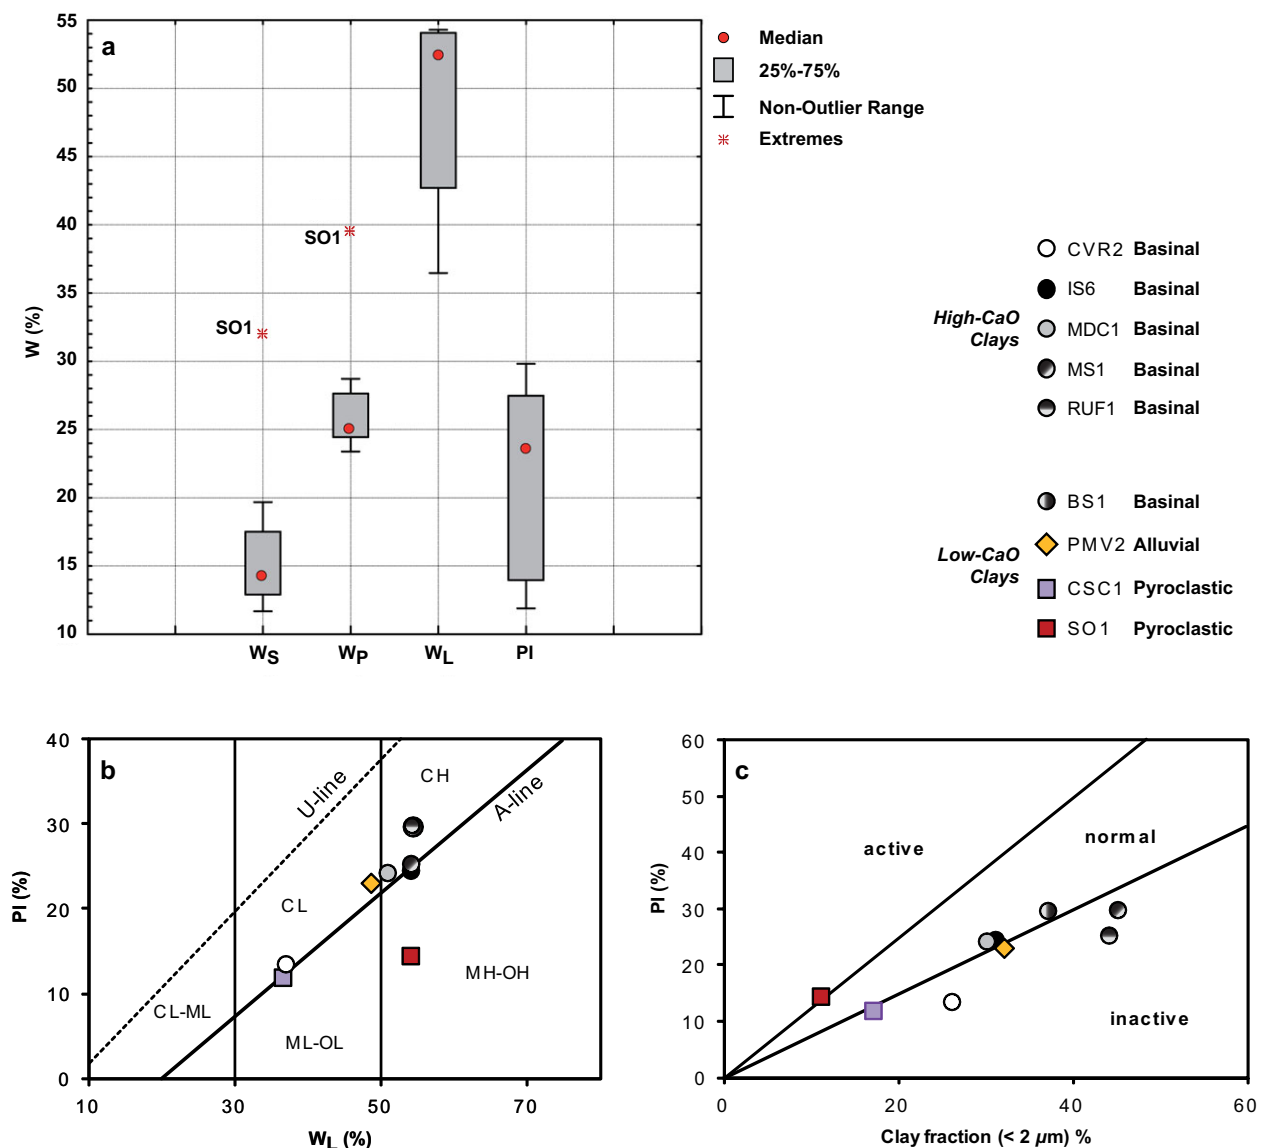 a
55
50
45
40
35
30
25
20
15
10
W (%)
SO1
SO1
WS
WP
WL
PI
Median
25%-75%
Non-Outlier Range
Extremes
High-CaO
Clays
CVR2 Basinal
IS6 Basinal
MDC1 Basinal
MS1 Basinal
RUF1 Basinal
Low-CaO
Clays
BS1 Basinal
PMV2 Alluvial
CSC1 Pyroclastic
SO1 Pyroclastic
b
40
30
20
10
0
PI (%)
U-line
A-line
CH
CL
CL-ML
ML-OL
MH-OH
10 30 50 70
WL (%)
c
60
50
40
30
20
10
0
PI (%)
active
normal
inactive
0 20 40 60
Clay fraction (< 2 µm) %